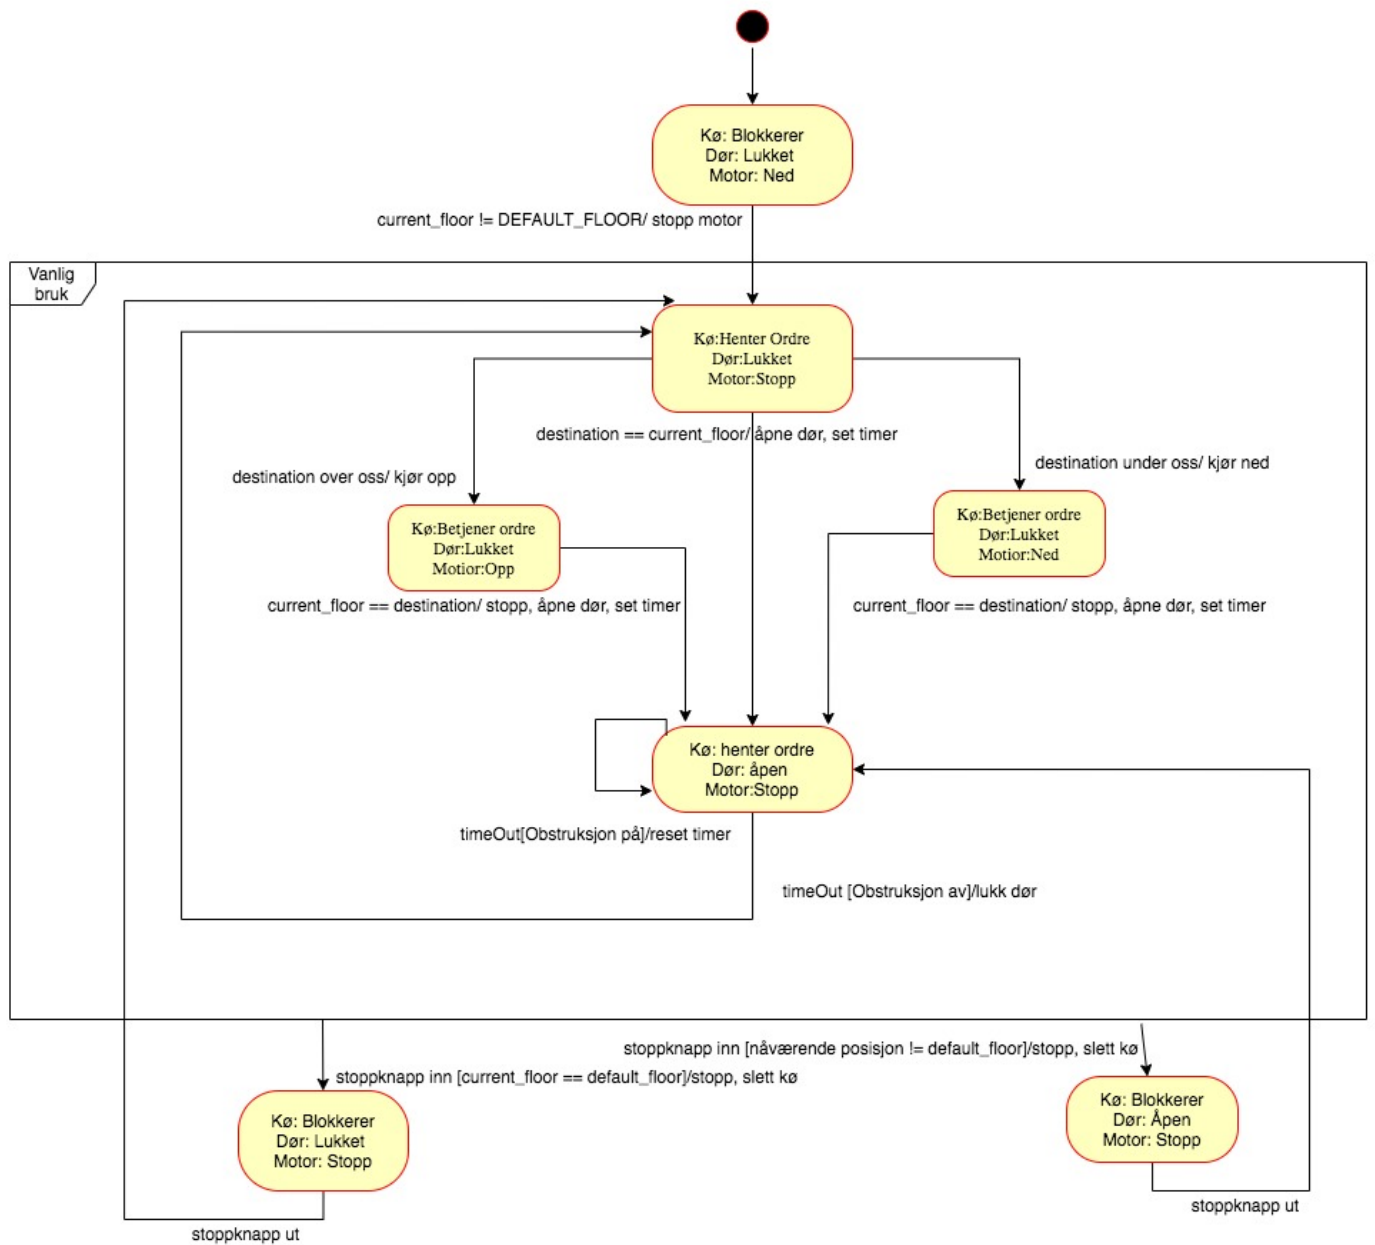 Kø: Blokkerer
Dør: Lukket
Motor: Ned
current_floor != DEFAULT_FLOOR/ stopp motor
Vanlig
bruk
Kø:Henter Ordre
Dør:Lukket
Motor:Stopp
destination == current_floor/ åpne dør, set timer
destination over oss/ kjør opp
destination under oss/ kjør ned
Kø:Betjener ordre
Dør:Lukket
Motior:Opp
Kø:Betjener ordre
Dør:Lukket
Motior:Ned
current_floor == destination/ stopp, åpne dør, set timer
current_floor == destination/ stopp, åpne dør, set timer
Kø: henter ordre
Dør: åpen
Motor:Stopp
timeOut[Obstruksjon på]/reset timer
timeOut [Obstruksjon av]/lukk dør
stoppknapp inn [nåværende posisjon != default_floor]/stopp, slett kø
stoppknapp inn [current_floor == default_floor]/stopp, slett kø
Kø: Blokkerer
Dør: Lukket
Motor: Stopp
Kø: Blokkerer
Dør: Åpen
Motor: Stopp
stoppknapp ut
stoppknapp ut